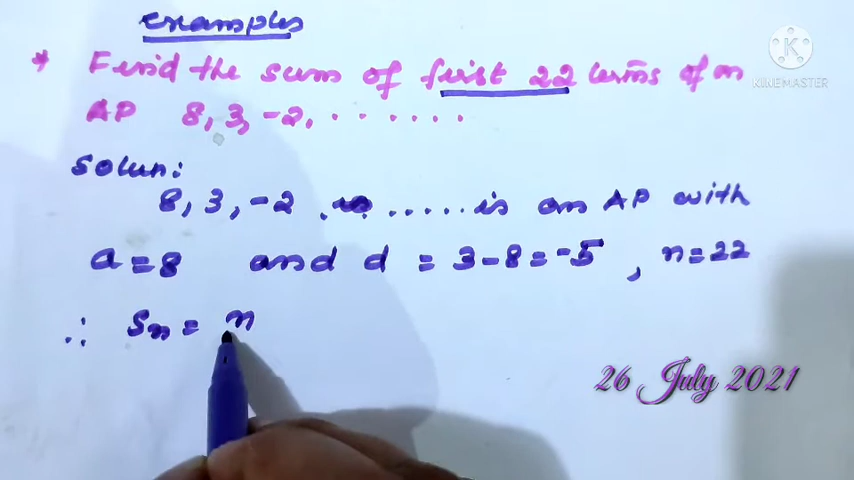 examples
* Find the sum of first 22 terms of an
AP 8, 3, -2, .......
Solun:
8, 3, -2 ........ is an AP with
a = 8 and d = 3 - 8 = -5 , n = 22
∴ Sn = n
26 July 2021
K
KINEMASTER